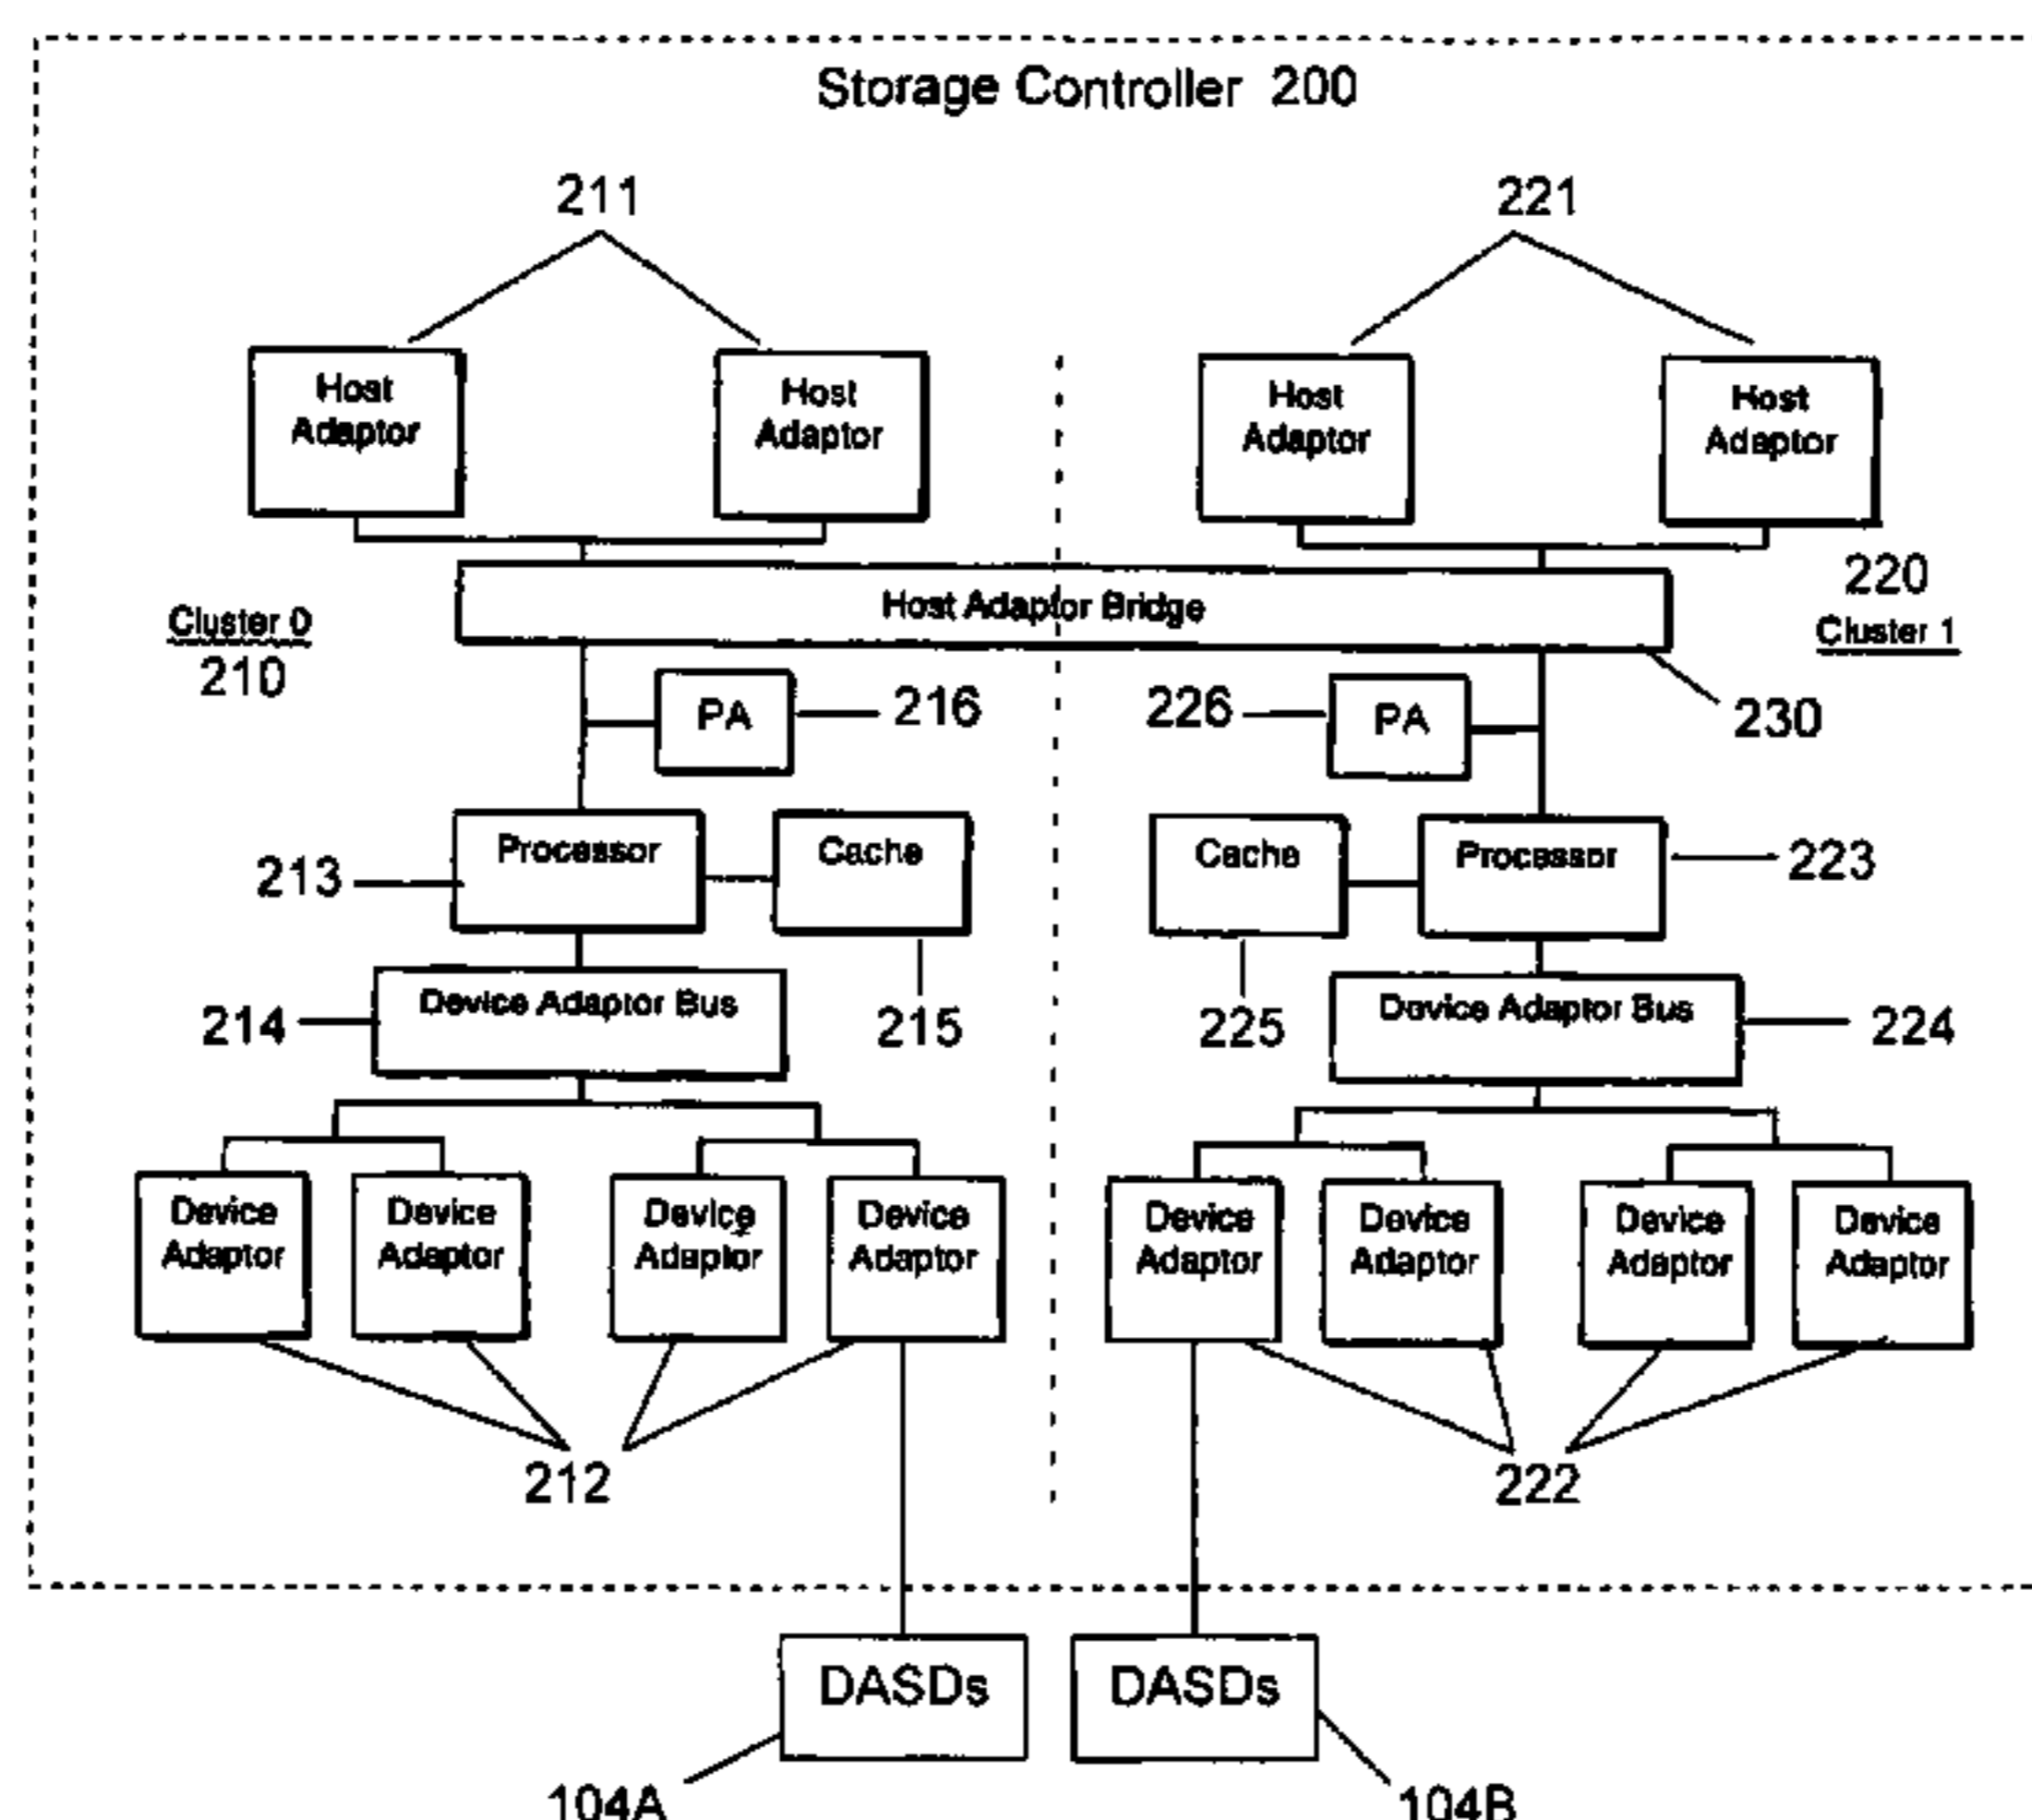 Storage Controller 200
211
221
Host
Adaptor
Host
Adaptor
Host
Adaptor
Host
Adaptor
Host Adaptor Bridge
Cluster 0
210
220
Cluster 1
PA
216
226
PA
230
Processor
Cache
Cache
Processor
213
223
Device Adaptor Bus
Device Adaptor Bus
214
215
225
224
Device
Adaptor
Device
Adaptor
Device
Adaptor
Device
Adaptor
Device
Adaptor
Device
Adaptor
Device
Adaptor
Device
Adaptor
212
222
DASDs
DASDs
104A
104B